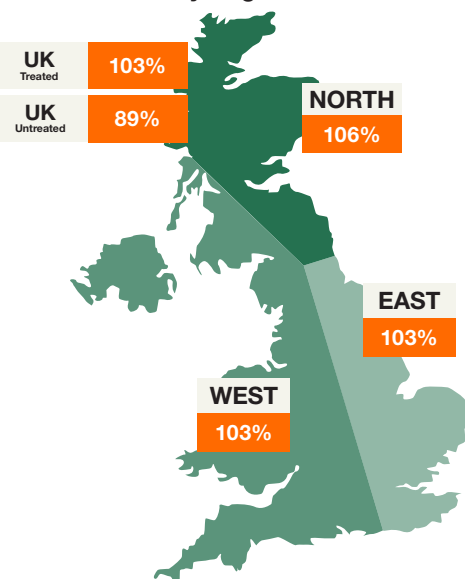 UK
Treated
103%
UK
Untreated
89%
NORTH
106%
EAST
103%
WEST
103%